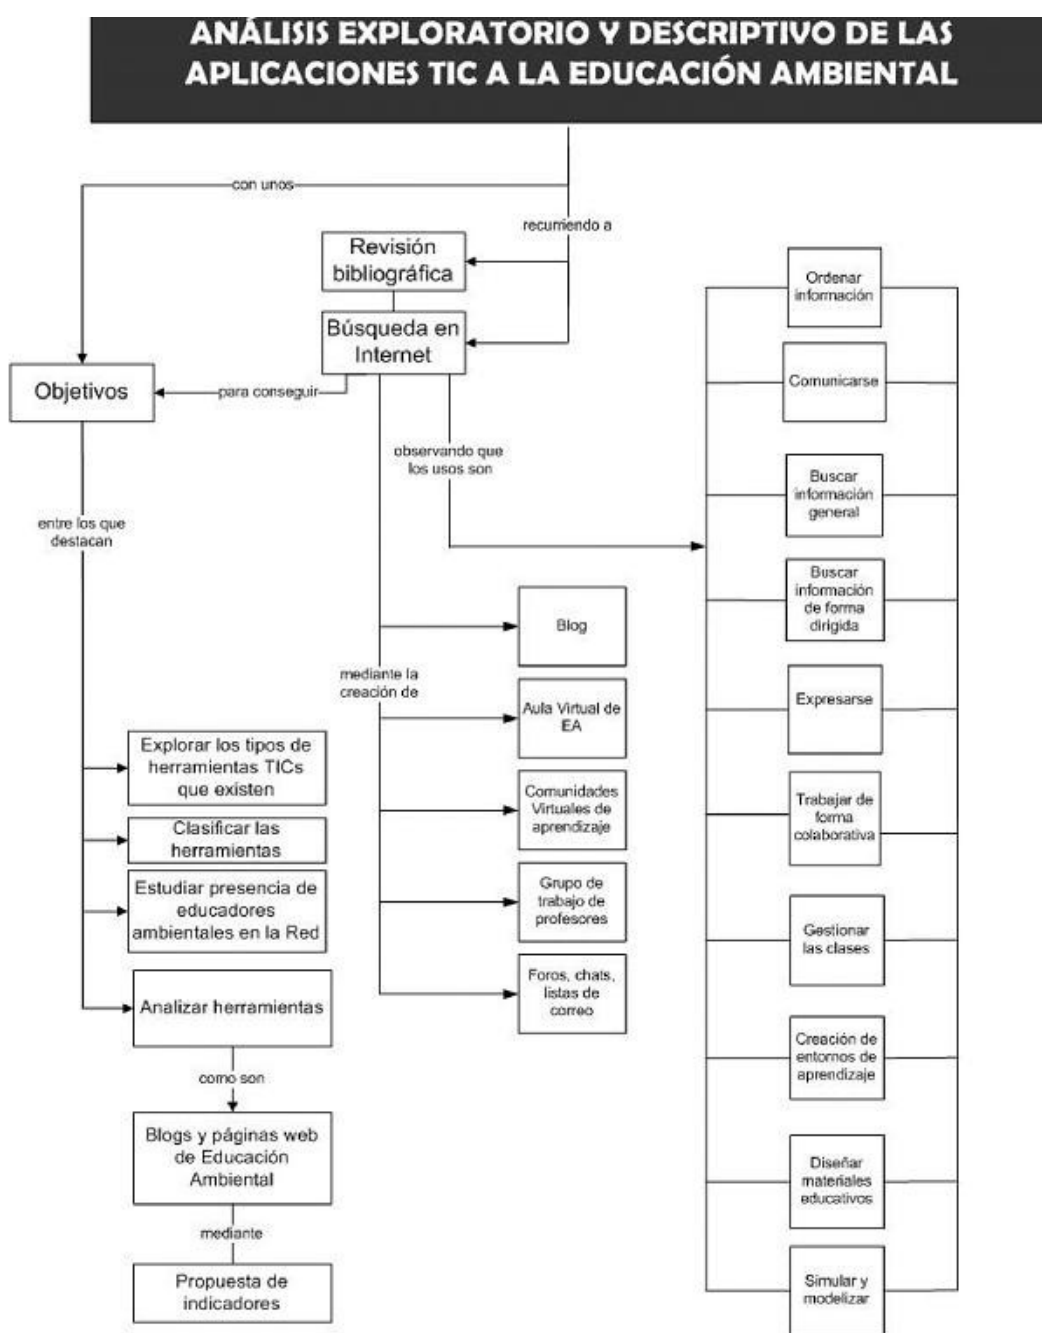 ANÁLISIS EXPLORATORIO Y DESCRIPTIVO DE LAS
APLICACIONES TIC A LA EDUCACIÓN AMBIENTAL
con unos
recurriendo a
Revisión
bibliográfica
Búsqueda en
Internet
Objetivos
para conseguir
observando que
los usos son
entre los que
destacan
mediante la
creación de
Explorar los tipos de
herramientas TICs
que existen
Clasificar las
herramientas
Estudiar presencia de
educadores
ambientales en la Red
Analizar herramientas
como son
Blogs y páginas web
de Educación
Ambiental
mediante
Propuesta de
indicadores
Blog
Aula Virtual de
EA
Comunidades
Virtuales de
aprendizaje
Grupo de
trabajo de
profesores
Foros, chats,
listas de
correo
Ordenar
información
Comunicarse
Buscar
información
general
Buscar
información
de forma
dirigida
Expresarse
Trabajar de
forma
colaborativa
Gestionar
las clases
Creación de
entornos de
aprendizaje
Diseñar
materiales
educativos
Simular y
modelizar